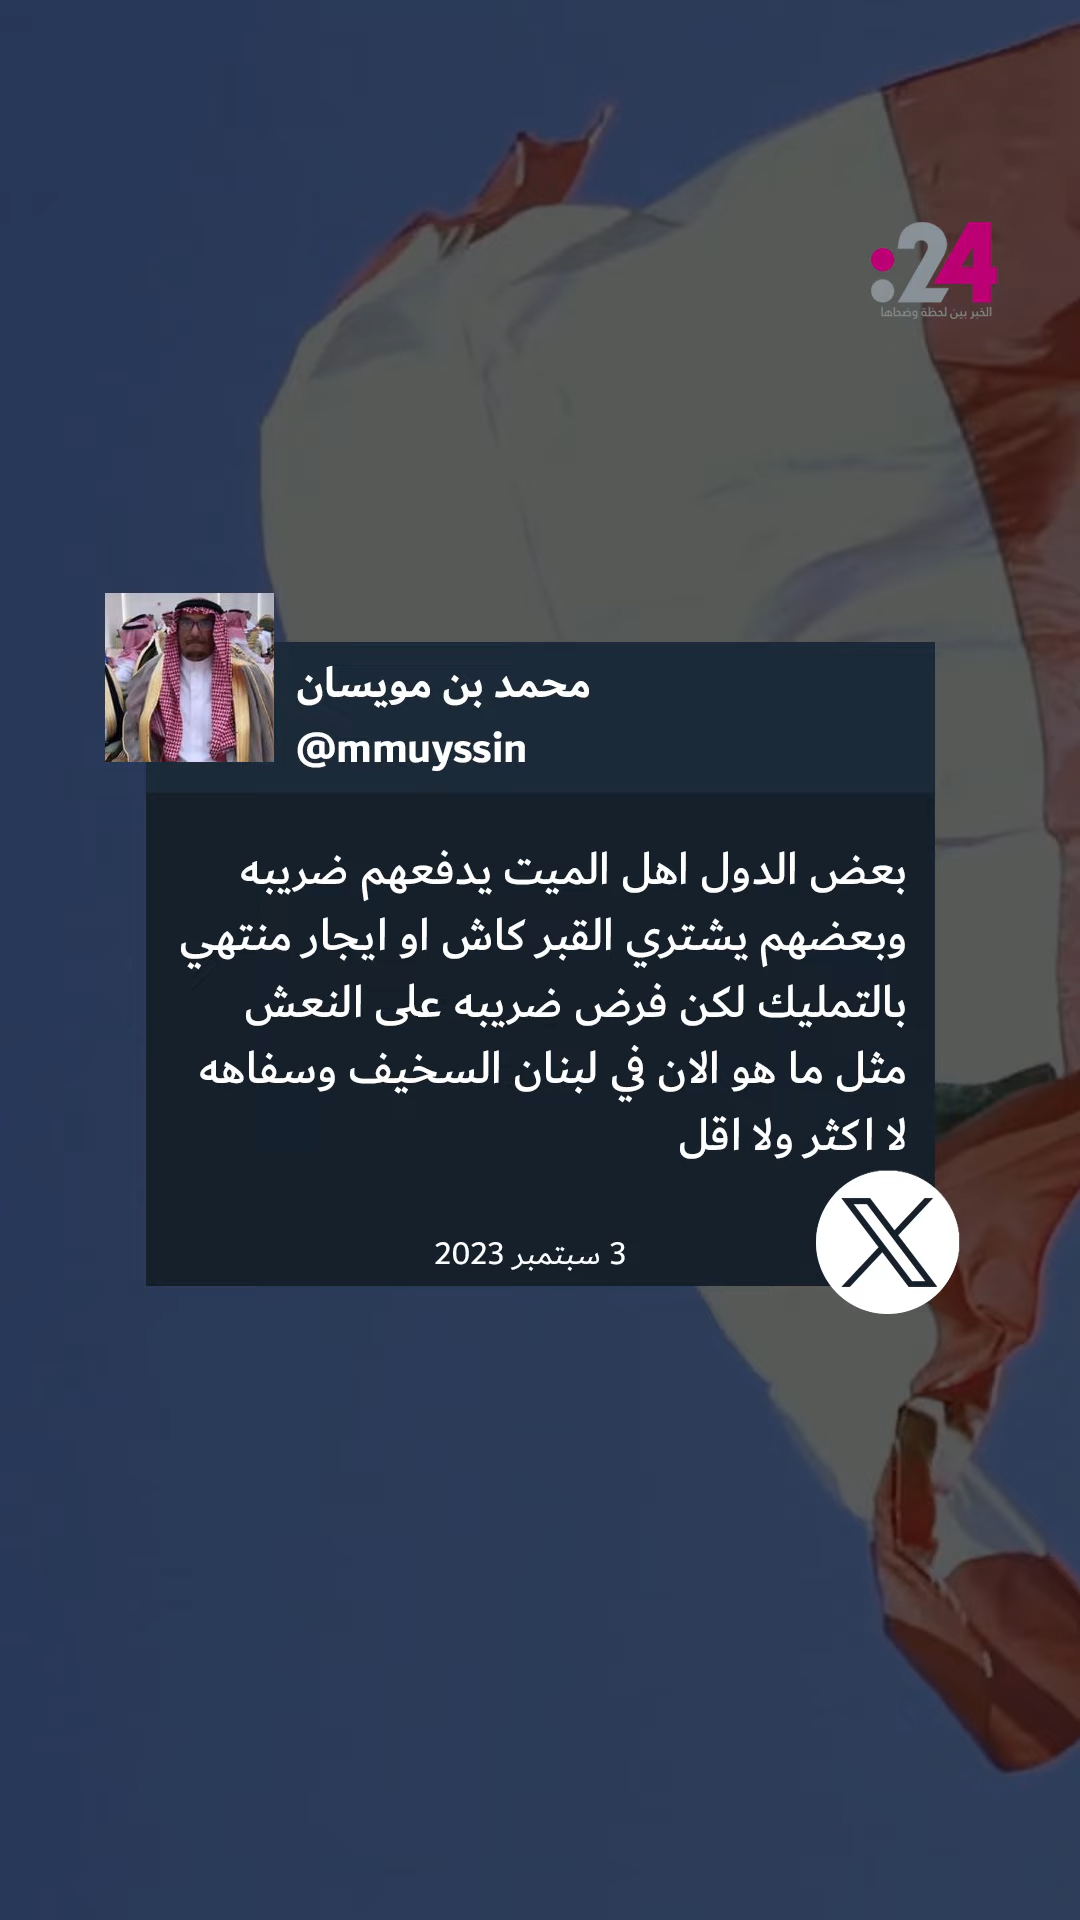 :24
الخبر بين لحظة وضحاها
محمد بن مويسان
@mmuyssin
بعض الدول اهل الميت يدفعهم ضريبه
وبعضهم يشتري القبر كاش او ايجار منتهي
بالتمليك لكن فرض ضريبه على النعش
مثل ما هو الان في لبنان السخيف وسفاهه
لا اكثر ولا اقل
3 سبتمبر 2023